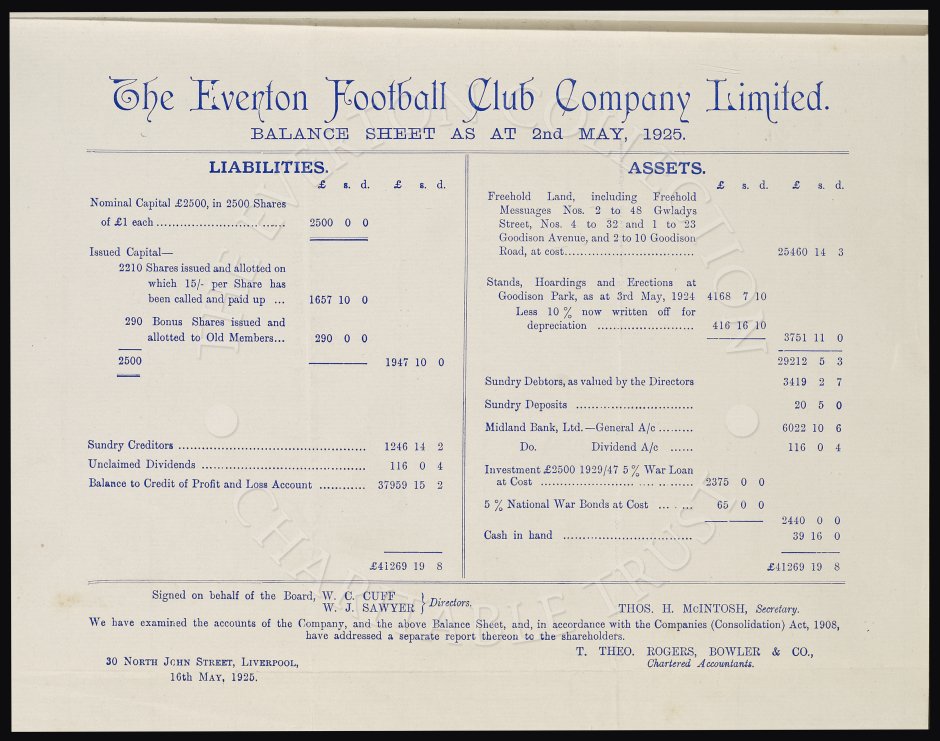 The Everton Football Club Company Limited.
BALANCE SHEET AS AT 2nd MAY, 1925.
LIABILITIES.
£ s. d. £ s. d.
Nominal Capital £2500, in 2500 Shares
of £1 each 2500 0 0
Issued Capital—
2210 Shares issued and allotted on
which 15/- per Share has
been called and paid up ... 1657 10 0
290 Bonus Shares issued and
allotted to Old Members... 290 0 0
2500 1947 10 0
Sundry Creditors 1246 14 2
Unclaimed Dividends 116 0 4
Balance to Credit of Profit and Loss Account 37959 15 2
£41269 19 8
ASSETS.
£ s. d. £ s. d.
Freehold Land, including Freehold
Messuages Nos. 2 to 48 Gwladys
Street, Nos. 4 to 32 and 1 to 23
Goodison Avenue, and 2 to 10 Goodison
Road, at cost 25460 14 3
Stands, Hoardings and Erections at
Goodison Park, as at 3rd May, 1924 4168 7 10
Less 10 % now written off for
depreciation 416 16 10
3751 11 0
29212 5 3
Sundry Debtors, as valued by the Directors 3419 2 7
Sundry Deposits 20 5 0
Midland Bank, Ltd.—General A/c 6022 10 6
Do. Dividend A/c 116 0 4
Investment £2500 1929/47 5 % War Loan
at Cost 2375 0 0
5 % National War Bonds at Cost 65 0 0
2440 0 0
Cash in hand 39 16 0
£41269 19 8
Signed on behalf of the Board, W. C. CUFF
W. J. SAWYER } Directors.
THOS. H. McINTOSH, Secretary.
We have examined the accounts of the Company, and the above Balance Sheet, and, in accordance with the Companies (Consolidation) Act, 1908,
have addressed a separate report thereon to the shareholders.
T. THEO. ROGERS, BOWLER & CO.,
Chartered Accountants.
30 NORTH JOHN STREET, LIVERPOOL,
16th MAY, 1925.
THE EVERTON COLLECTION
CHARITABLE TRUST